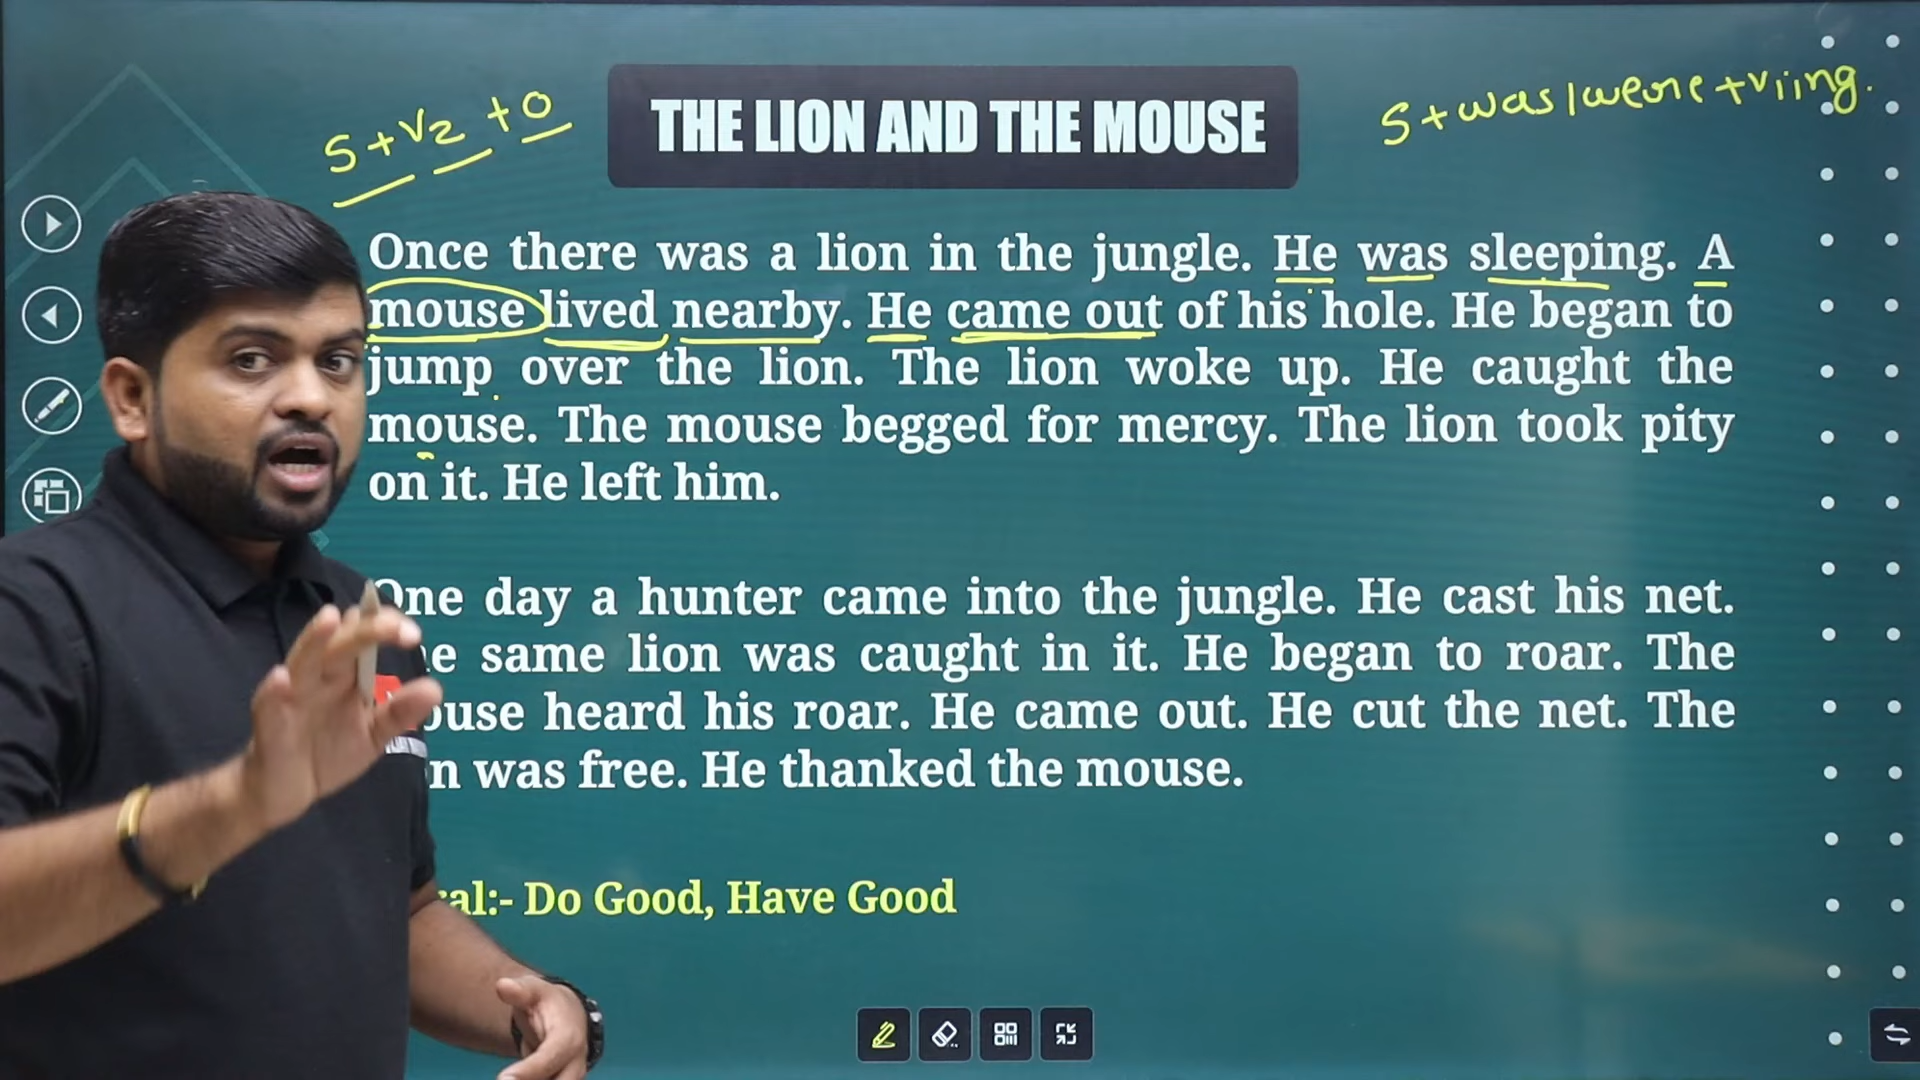 S+V2+O
THE LION AND THE MOUSE
S+was/were+Viing.
Once there was a lion in the jungle. He was sleeping. A
mouse lived nearby. He came out of his hole. He began to
jump over the lion. The lion woke up. He caught the
mouse. The mouse begged for mercy. The lion took pity
on it. He left him.
One day a hunter came into the jungle. He cast his net.
same lion was caught in it. He began to roar. The
heard his roar. He came out. He cut the net. The
was free. He thanked the mouse.
Do Good, Have Good